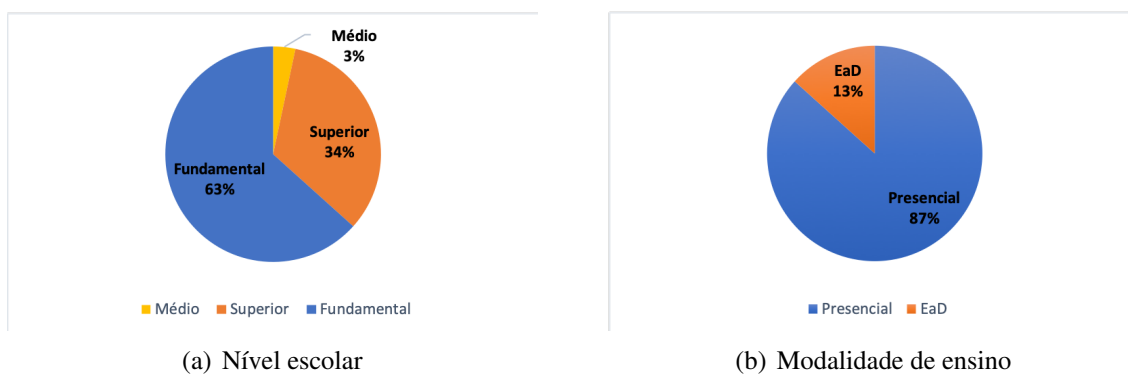 Médio
3%
Superior
34%
Fundamental
63%
Médio Superior Fundamental
(a) Nível escolar
EaD
13%
Presencial
87%
Presencial EaD
(b) Modalidade de ensino